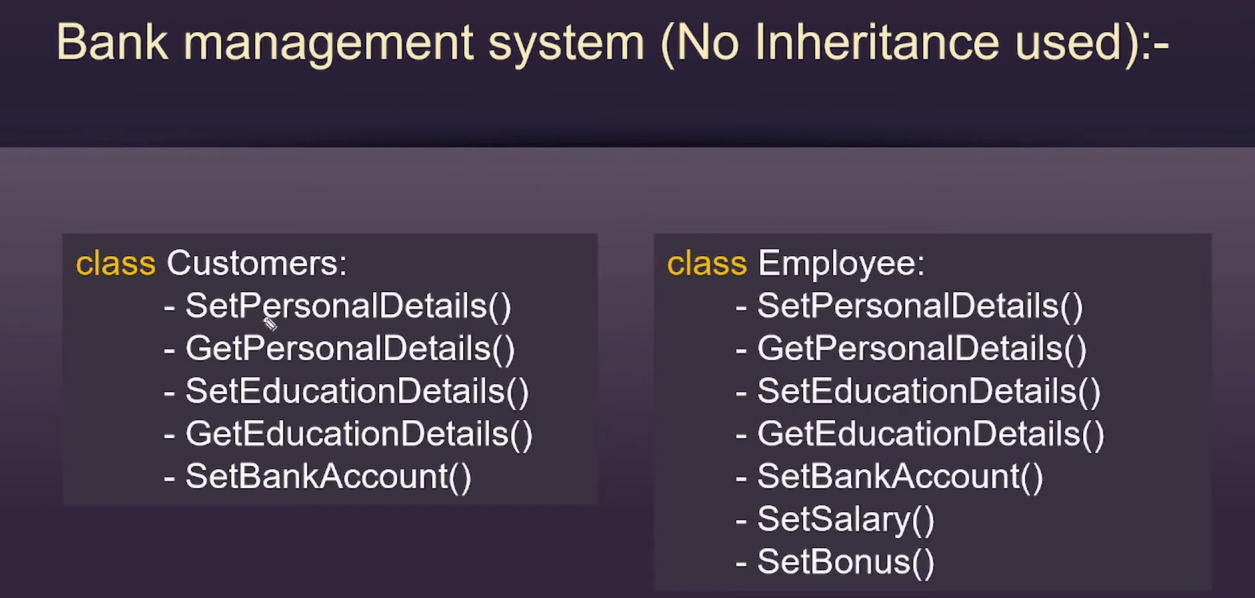 Bank management system (No Inheritance used):-
class Customers:
- SetPersonalDetails()
- GetPersonalDetails()
- SetEducationDetails()
- GetEducationDetails()
- SetBankAccount()
class Employee:
- SetPersonalDetails()
- GetPersonalDetails()
- SetEducationDetails()
- GetEducationDetails()
- SetBankAccount()
- SetSalary()
- SetBonus()